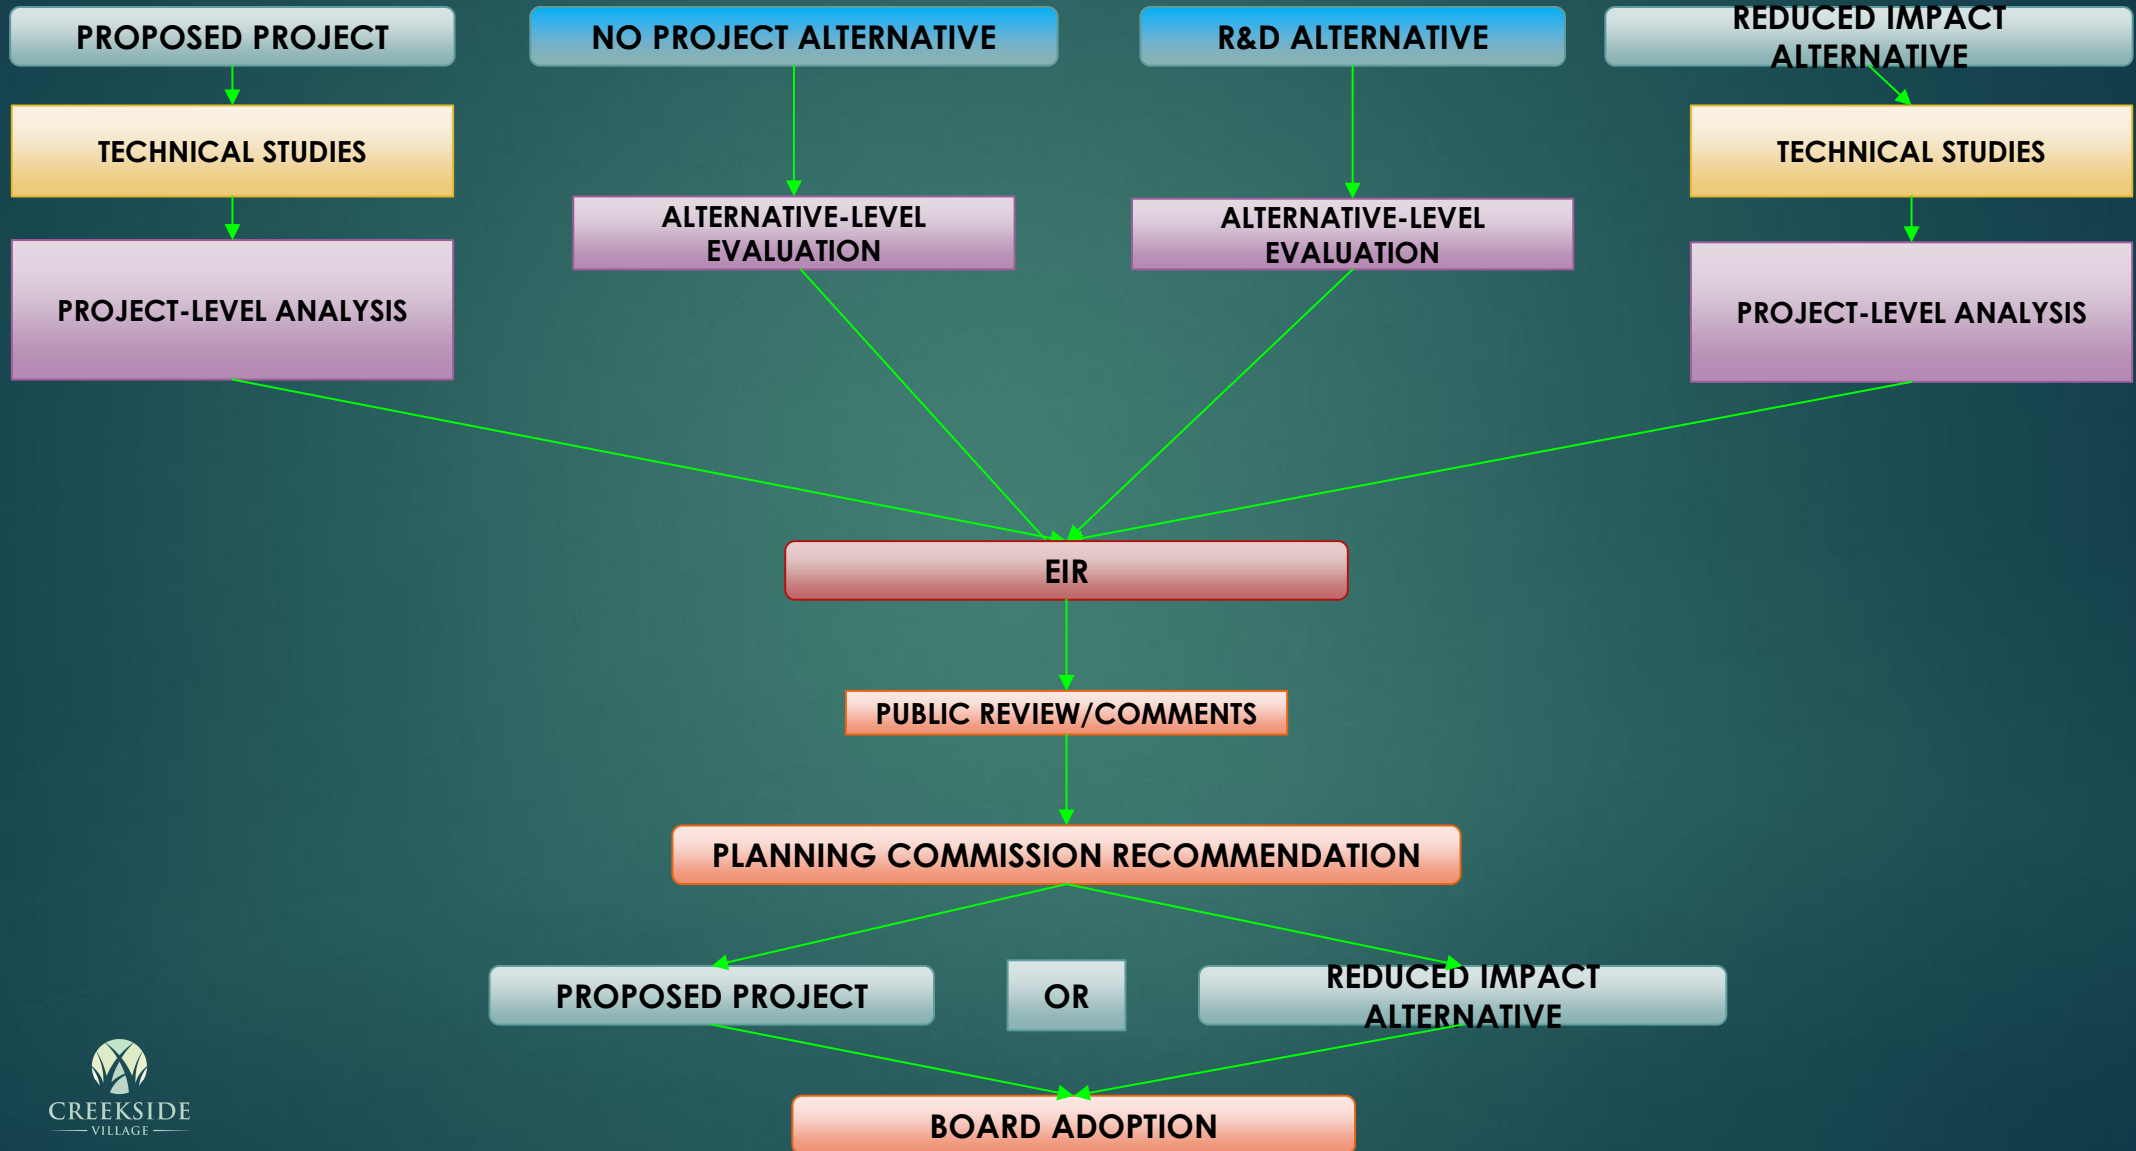 PROPOSED PROJECT
NO PROJECT ALTERNATIVE
R&D ALTERNATIVE
REDUCED IMPACT
ALTERNATIVE
TECHNICAL STUDIES
TECHNICAL STUDIES
ALTERNATIVE-LEVEL
EVALUATION
ALTERNATIVE-LEVEL
EVALUATION
PROJECT-LEVEL ANALYSIS
PROJECT-LEVEL ANALYSIS
EIR
PUBLIC REVIEW/COMMENTS
PLANNING COMMISSION RECOMMENDATION
PROPOSED PROJECT
OR
REDUCED IMPACT
ALTERNATIVE
BOARD ADOPTION
CREEKSIDE
VILLAGE